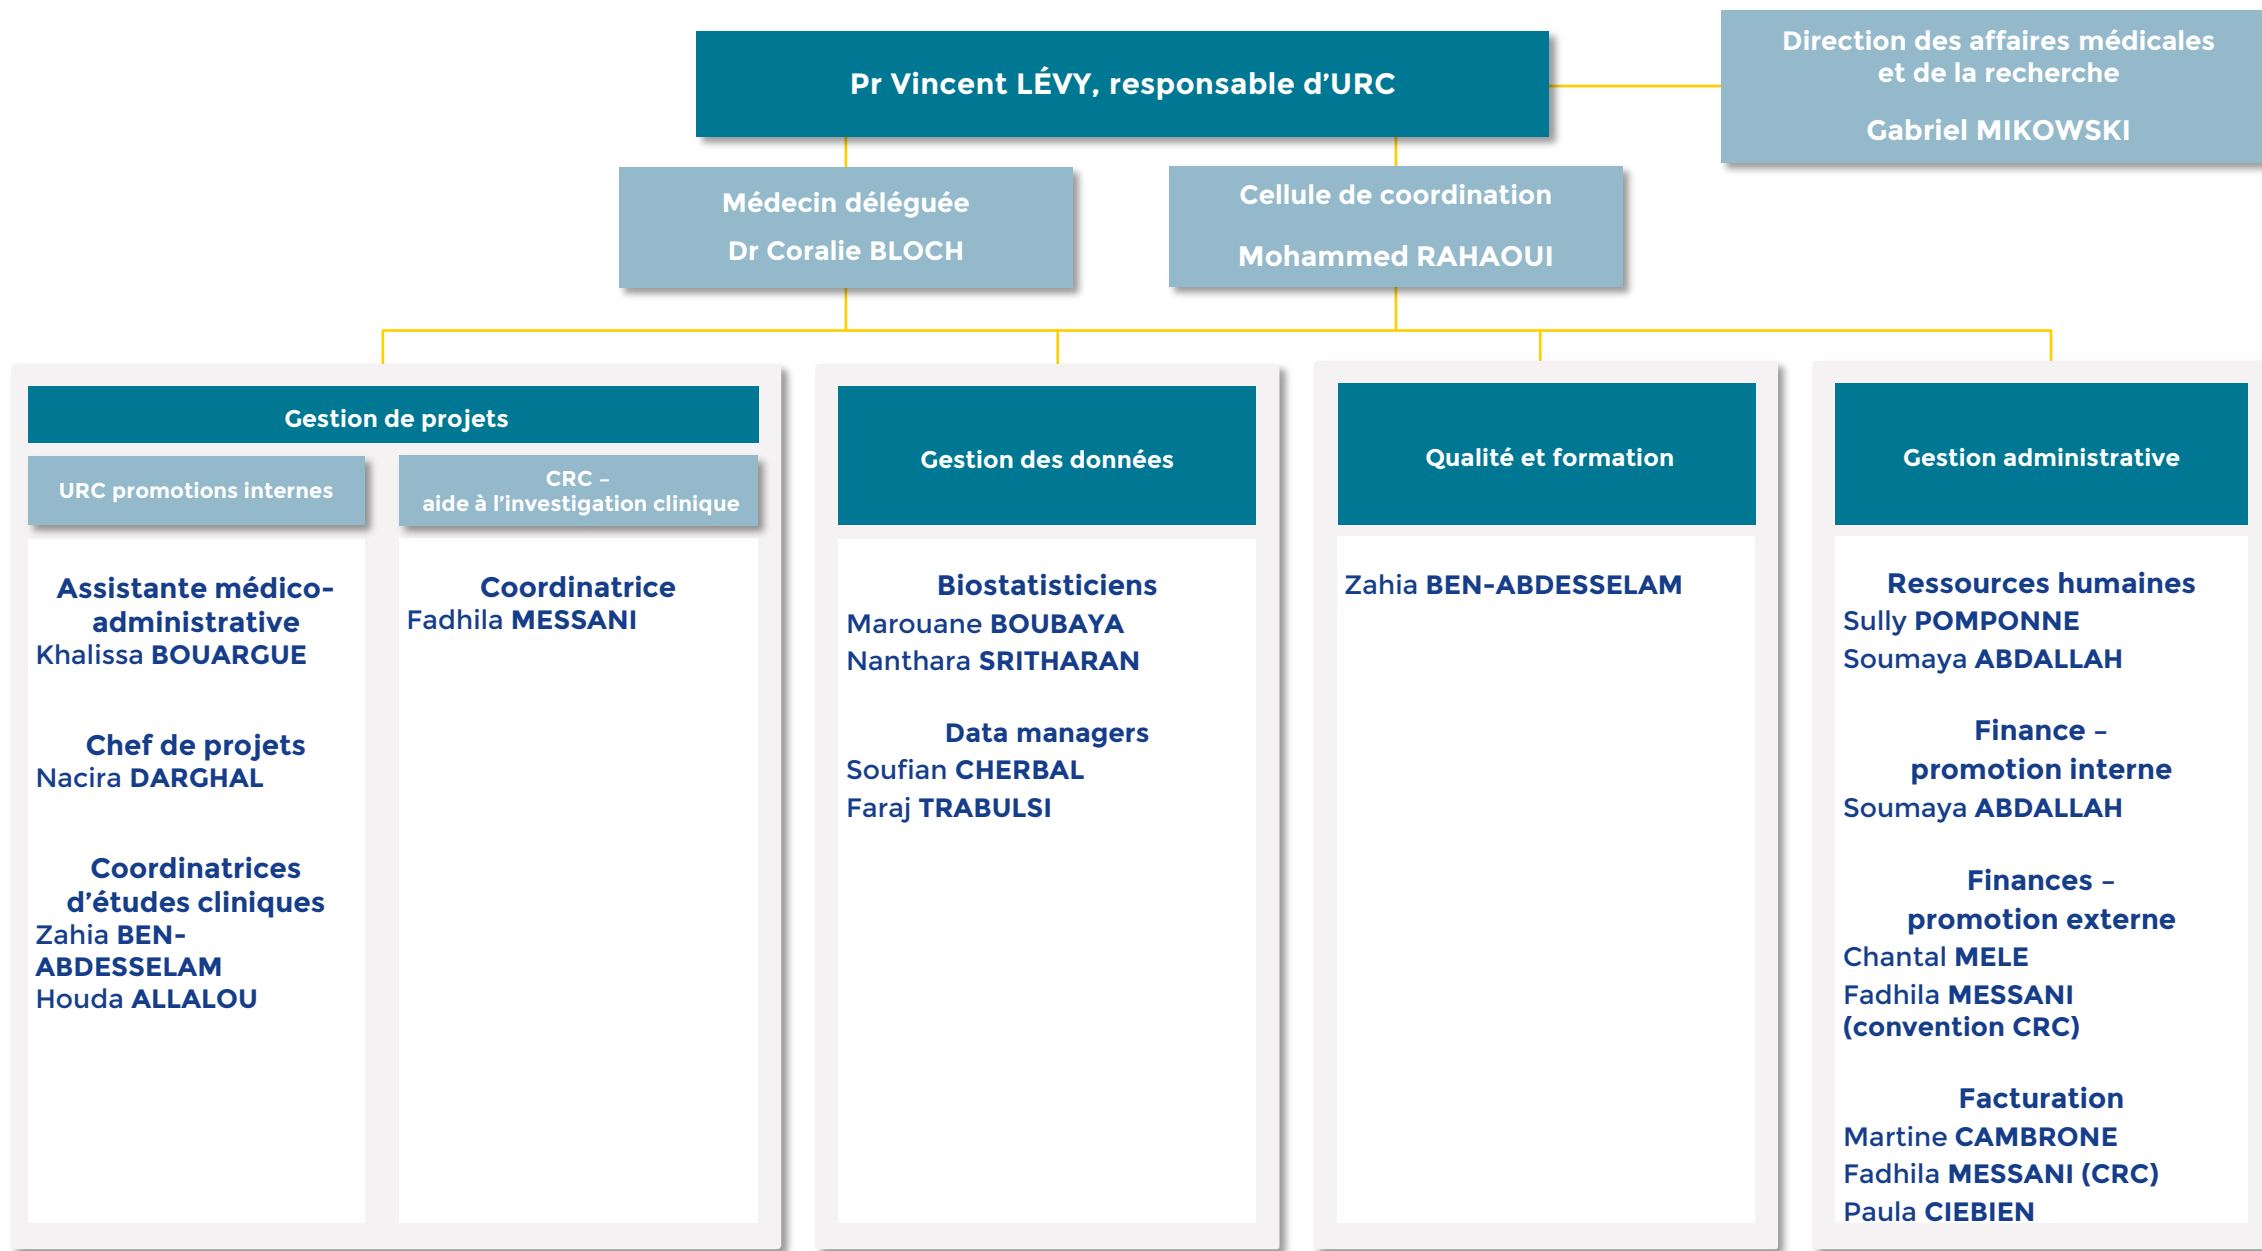 Pr Vincent LÉVY, responsable d'URC
Direction des affaires médicales
et de la recherche
Gabriel MIKOWSKI
Médecin déléguée
Dr Coralie BLOCH
Cellule de coordination
Mohammed RAHAOUI
Gestion de projets
URC promotions internes
Assistante médico-
administrative
Khalissa BOUARGUE
Chef de projets
Nacira DARGHAL
Coordinatrices
d'études cliniques
Zahia BEN-
ABDESSELAM
Houda ALLALOU
CRC –
aide à l'investigation clinique
Coordinatrice
Fadhila MESSANI
Gestion des données
Biostatisticiens
Marouane BOUBAYA
Nanthara SRITHARAN
Data managers
Soufian CHERBAL
Faraj TRABULSI
Qualité et formation
Zahia BEN-ABDESSELAM
Gestion administrative
Ressources humaines
Sully POMPONNE
Soumaya ABDALLAH
Finance –
promotion interne
Soumaya ABDALLAH
Finances –
promotion externe
Chantal MELE
Fadhila MESSANI
(convention CRC)
Facturation
Martine CAMBRONE
Fadhila MESSANI (CRC)
Paula CIEBIEN